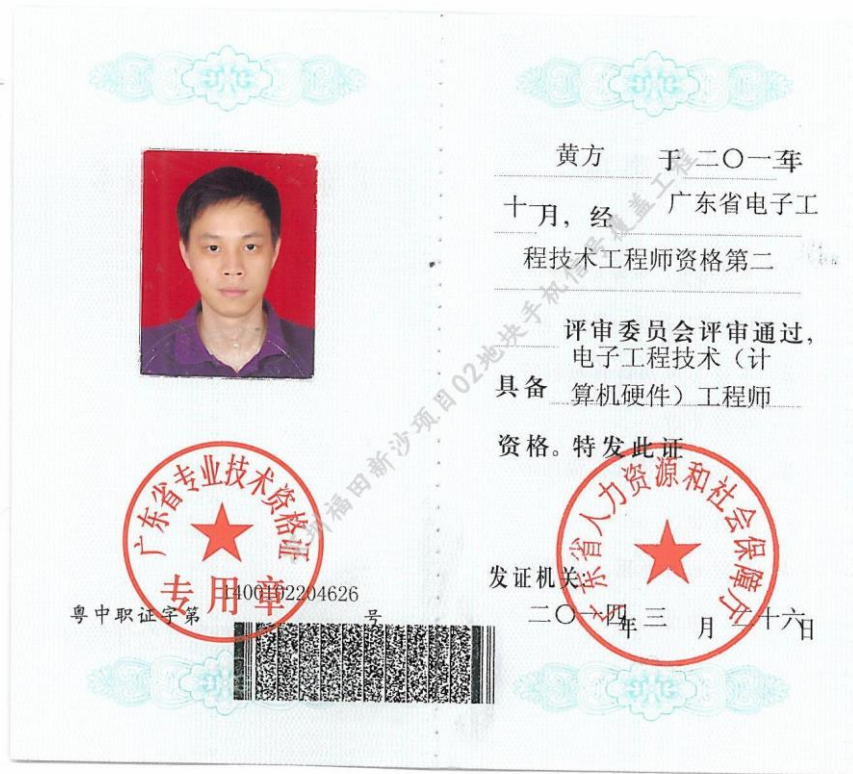 广东省专业技术资格证
专用章
粤中职证字第 1400102204626 号
黄方 于二〇一三年
十一月，经 广东省电子工
程技术工程师资格第二
评审委员会评审通过，
具备 电子工程技术（计
算机硬件）工程师
资格。特发此证
广东省人力资源和社会保障厅
发证机关：
二〇一四年三月二十六日
深圳福田新沙项目02地块手机信号覆盖工程